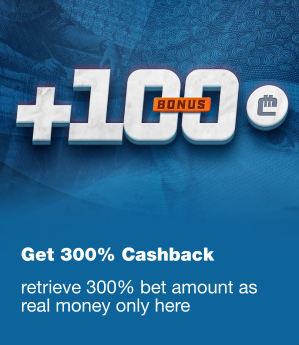 +100
BONUS
Get 300% Cashback
retrieve 300% bet amount as
real money only here